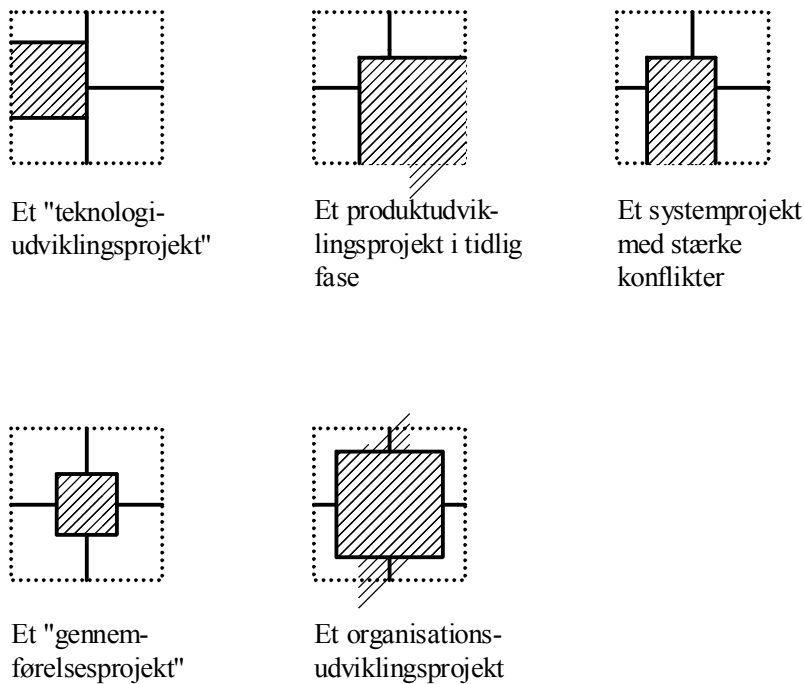 Et "teknologi-
udviklingsprojekt"
Et produktudvik-
lingsprojekt i tidlig
fase
Et systemprojekt
med stærke
konflikter
Et "gennem-
førelsesprojekt"
Et organisations-
udviklingsprojekt